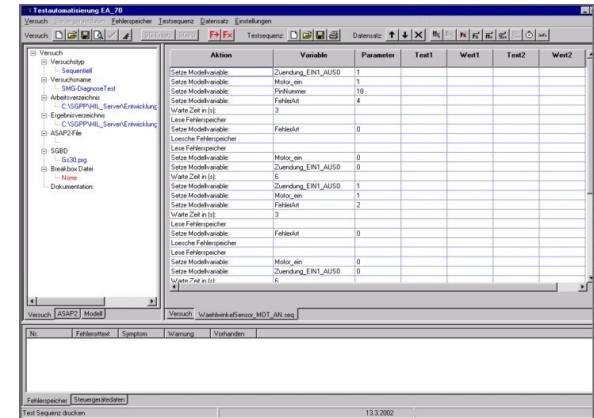 Testautomatisierung EA_70
Versuch Steuergerätedaten Fehlerspeicher Testsequenz Datensatz Einstellungen
Versuch: Testsequenz: Datensatz:
Versuch
Versuchstyp
Sequentiell
Versuchsname
SMG-DiagnoseTest
Arbeitsverzeichnis
C:\SGPP\HIL_Server\Entwicklung
Ergebnisverzeichnis
C:\SGPP\HIL_Server\Entwicklung
ASAP2-File
SGBD
Gs30.prg
Breakbox Datei
None
Dokumentation:
Versuch ASAP2 Modell
Aktion Variable Parameter Text1 Wert1 Text2 Wert2
Setze Modellvariable: Zuendung_EIN1_AUS0 1
Setze Modellvariable: Motor_ein 1
Setze Modellvariable: PinNummer 18
Setze Modellvariable: FehlerArt 4
Warte Zeit in (s): 3
Lese Fehlerspeicher
Setze Modellvariable: FehlerArt 0
Loesche Fehlerspeicher
Lese Fehlerspeicher
Setze Modellvariable: Motor_ein 0
Setze Modellvariable: Zuendung_EIN1_AUS0 0
Warte Zeit in (s): 6
Setze Modellvariable: Zuendung_EIN1_AUS0 1
Setze Modellvariable: Motor_ein 1
Setze Modellvariable: FehlerArt 2
Warte Zeit in (s): 3
Lese Fehlerspeicher
Setze Modellvariable: FehlerArt 0
Loesche Fehlerspeicher
Lese Fehlerspeicher
Setze Modellvariable: Motor_ein 0
Setze Modellvariable: Zuendung_EIN1_AUS0 0
Warte Zeit in (s): 6
Versuch WaehlwinkelSensor_MOT_AN.seq
Nr. Fehlerorttext Symptom Warnung Vorhanden
Fehlerspeicher Steuergerätedaten
Test Sequenz drucken 13.3.2002